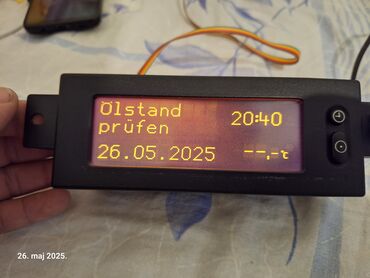 Ölstand
prüfen 20:40
26.05.2025 --.-°c
26. maj 2025.